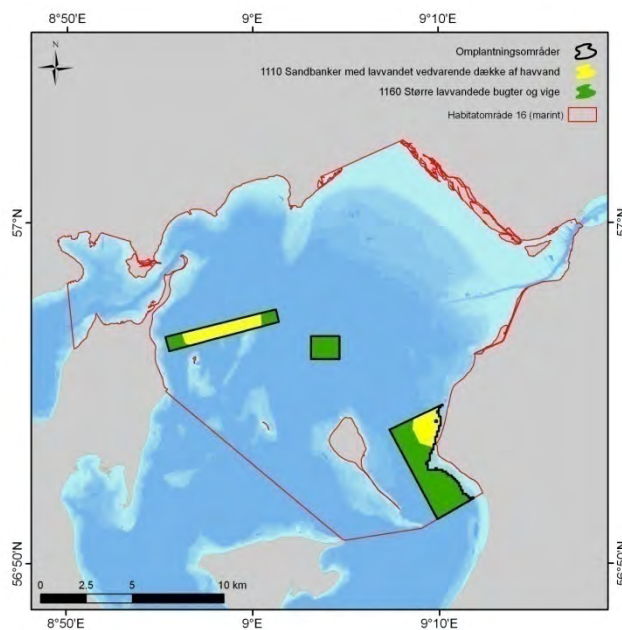 8°50'E 9°0'E 9°10'E
N
Omplantningsområder
1110 Sandbanker med lavvandet vedvarende dække af havvand
1160 Større lavvandede bugter og vige
Habitatområde 16 (marint)
57°N 57°N
56°50'N 56°50'N
0 2.5 5 10 km
8°50'E 9°0'E 9°10'E